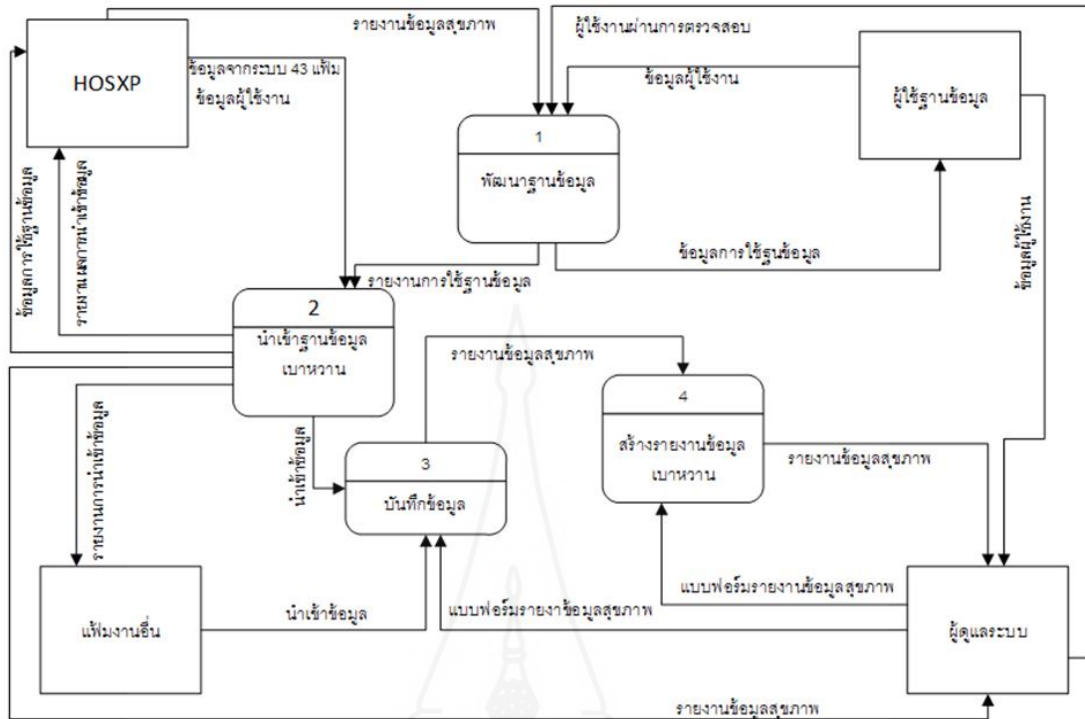 รายงานข้อมูลสุขภาพ
ผู้ใช้งานผ่านการตรวจสอบ
HOSXP
ข้อมูลจากระบบ 43 แฟ้ม
ข้อมูลผู้ใช้งาน
ข้อมูลผู้ใช้งาน
ผู้ใช้ฐานข้อมูล
1
พัฒนาฐานข้อมูล
ข้อมูลการใช้ฐานข้อมูล
รายงานผลการนำเข้าข้อมูล
ข้อมูลการใช้ฐนข้อมูล
ข้อมูลผู้ใช้งาน
รายงานการใช้ฐานข้อมูล
2
นำเข้าฐานข้อมูล
เบาหวาน
รายงานข้อมูลสุขภาพ
4
สร้างรายงานข้อมูล
เบาหวาน
รายงานข้อมูลสุขภาพ
รายงานการนำเข้าข้อมูล
นำเข้าข้อมูล
3
บันทึกข้อมูล
แฟ้มงานอื่น
นำเข้าข้อมูล
แบบฟอร์มรายงาข้อมูลสุขภาพ
แบบฟอร์มรายงานข้อมูลสุขภาพ
ผู้ดูแลระบบ
รายงานข้อมูลสุขภาพ